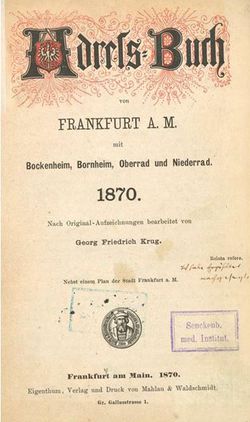 Adress-Buch
von
FRANKFURT A. M.
mit
Bockenheim, Bornheim, Oberrad und Niederrad.
1870.
Nach Original-Aufzeichnungen bearbeitet von
Georg Friedrich Krug.
Nebst einem Plan der Stadt Frankfurt a. M.
Senckenb.
med. Institut.
Frankfurt am Main. 1870.
Eigenthum, Verlag und Druck von Mahlau & Waldschmidt.
Gr. Gallusstrasse 1.